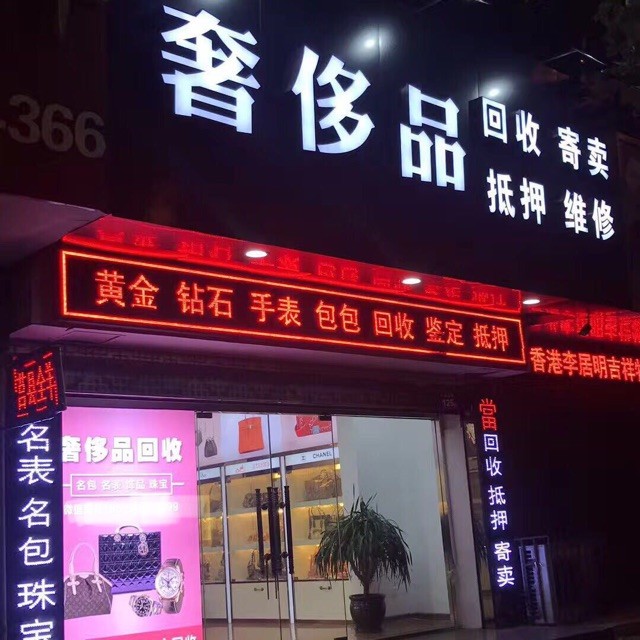 奢侈品
回收 寄卖
抵押 维修
366
黄金 钻石 手表 包包 回收 鉴定 抵押
香港李居明吉祥
當回收抵押寄卖
名表名包珠宝
奢侈品回收
CHANEL